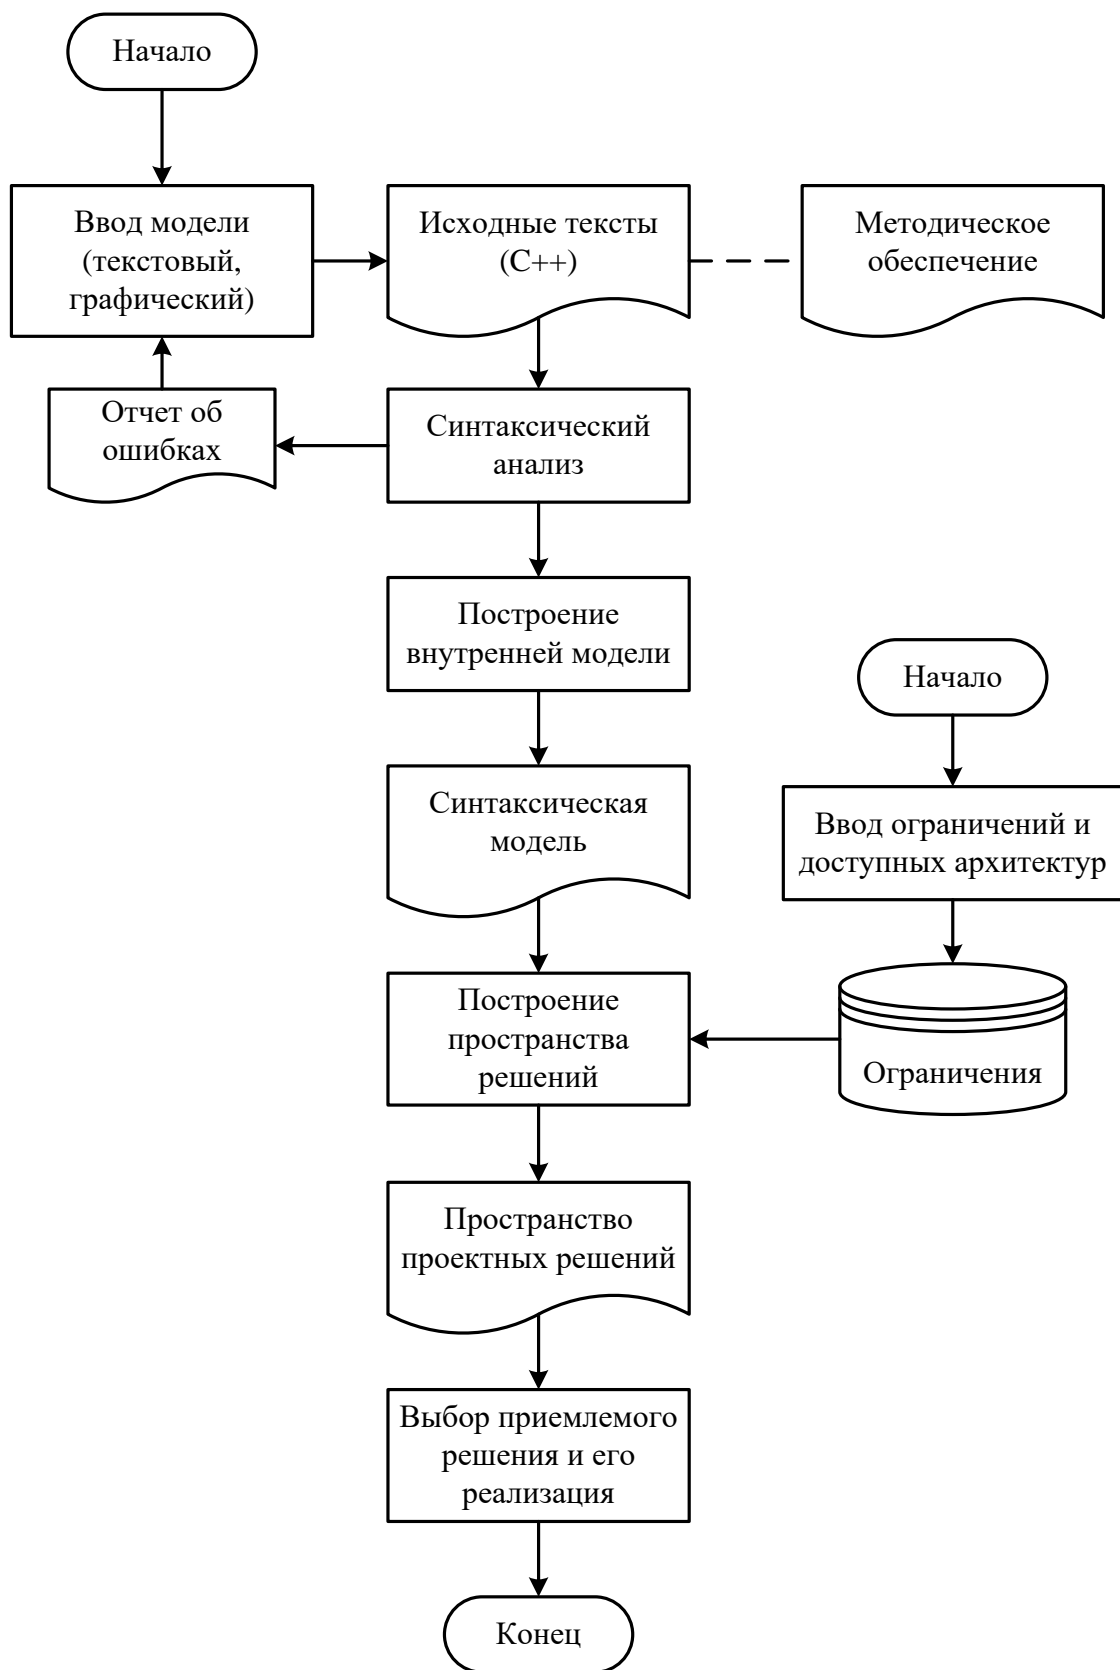 Начало
Ввод модели
(текстовый,
графический)
Исходные тексты
(C++)
Методическое
обеспечение
Отчет об
ошибках
Синтаксический
анализ
Построение
внутренней модели
Начало
Синтаксическая
модель
Ввод ограничений и
доступных архитектур
Построение
пространства
решений
Ограничения
Пространство
проектных решений
Выбор приемлемого
решения и его
реализация
Конец